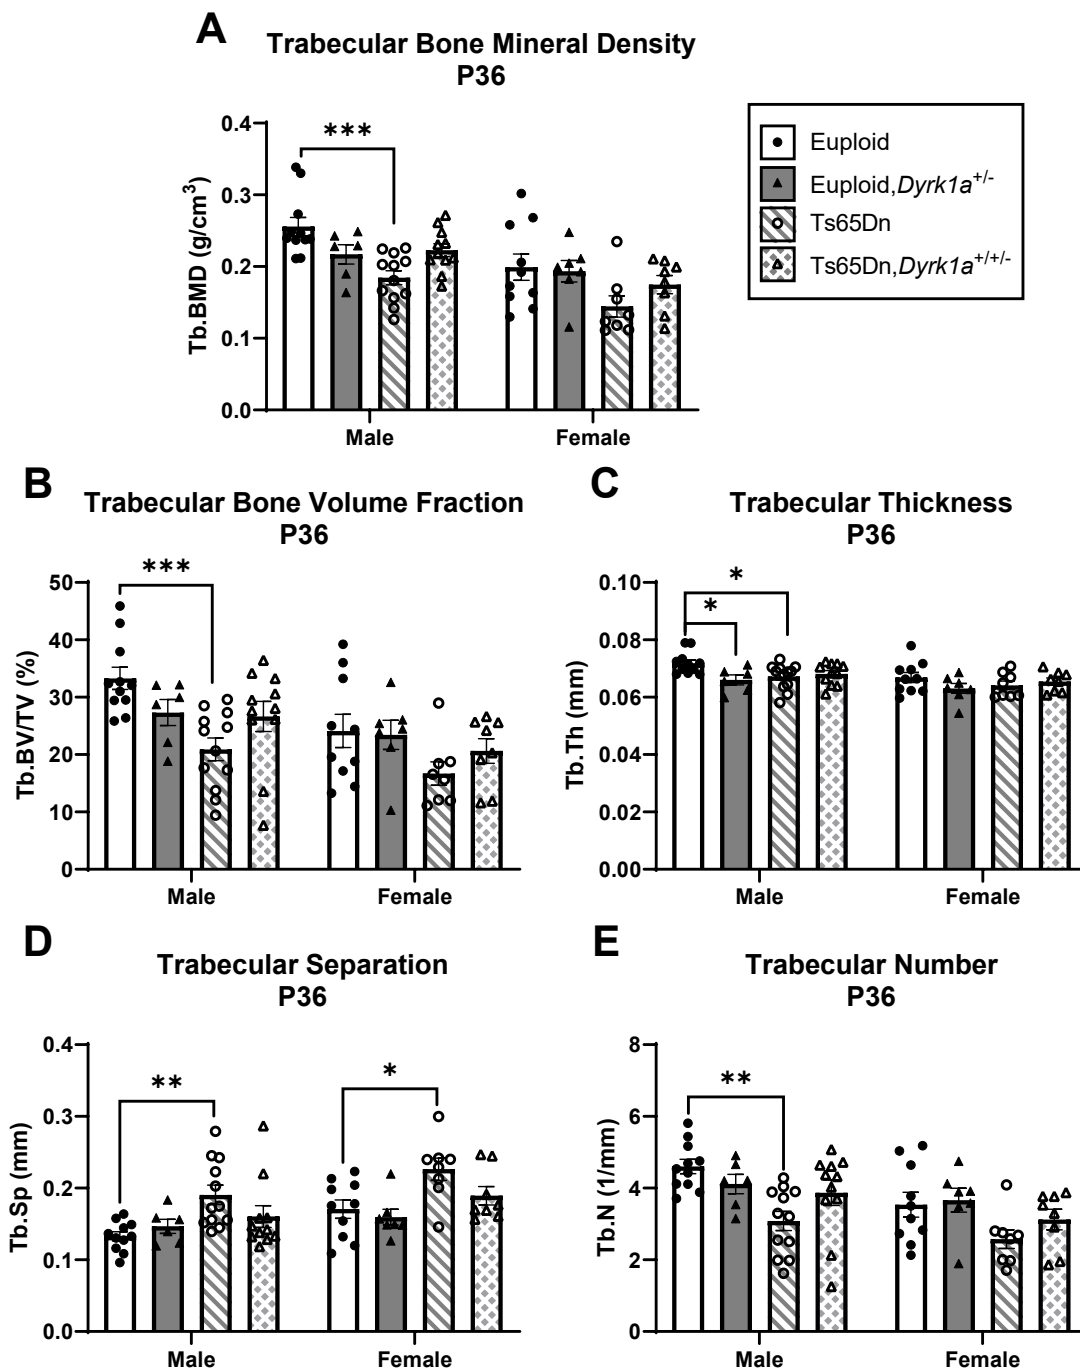 A
Trabecular Bone Mineral Density
P36
Tb.BMD (g/cm³)
0.4
0.3
0.2
0.1
0.0
***
Male
Female
Euploid
Euploid,Dyrk1a+/-
Ts65Dn
Ts65Dn,Dyrk1a+/+/-
B
Trabecular Bone Volume Fraction
P36
Tb.BV/TV (%)
50
40
30
20
10
0
***
Male
Female
C
Trabecular Thickness
P36
Tb.Th (mm)
0.10
0.08
0.06
0.04
0.02
0.00
*
*
Male
Female
D
Trabecular Separation
P36
Tb.Sp (mm)
0.4
0.3
0.2
0.1
0.0
**
*
Male
Female
E
Trabecular Number
P36
Tb.N (1/mm)
8
6
4
2
0
**
Male
Female